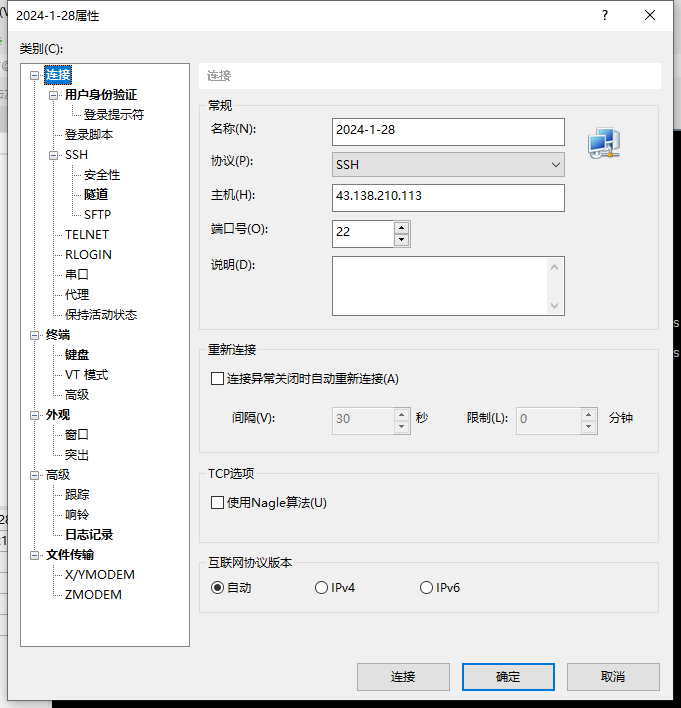 2024-1-28属性
类别(C):
连接
用户身份验证
登录提示符
登录脚本
SSH
安全性
隧道
SFTP
TELNET
RLOGIN
串口
代理
保持活动状态
终端
键盘
VT 模式
高级
外观
窗口
突出
高级
跟踪
响铃
日志记录
文件传输
X/YMODEM
ZMODEM
连接
常规
名称(N): 2024-1-28
协议(P): SSH
主机(H): 43.138.210.113
端口号(O): 22
说明(D):
重新连接
连接异常关闭时自动重新连接(A)
间隔(V): 30 秒 限制(L): 0 分钟
TCP选项
使用Nagle算法(U)
互联网协议版本
自动 IPv4 IPv6
连接 确定 取消